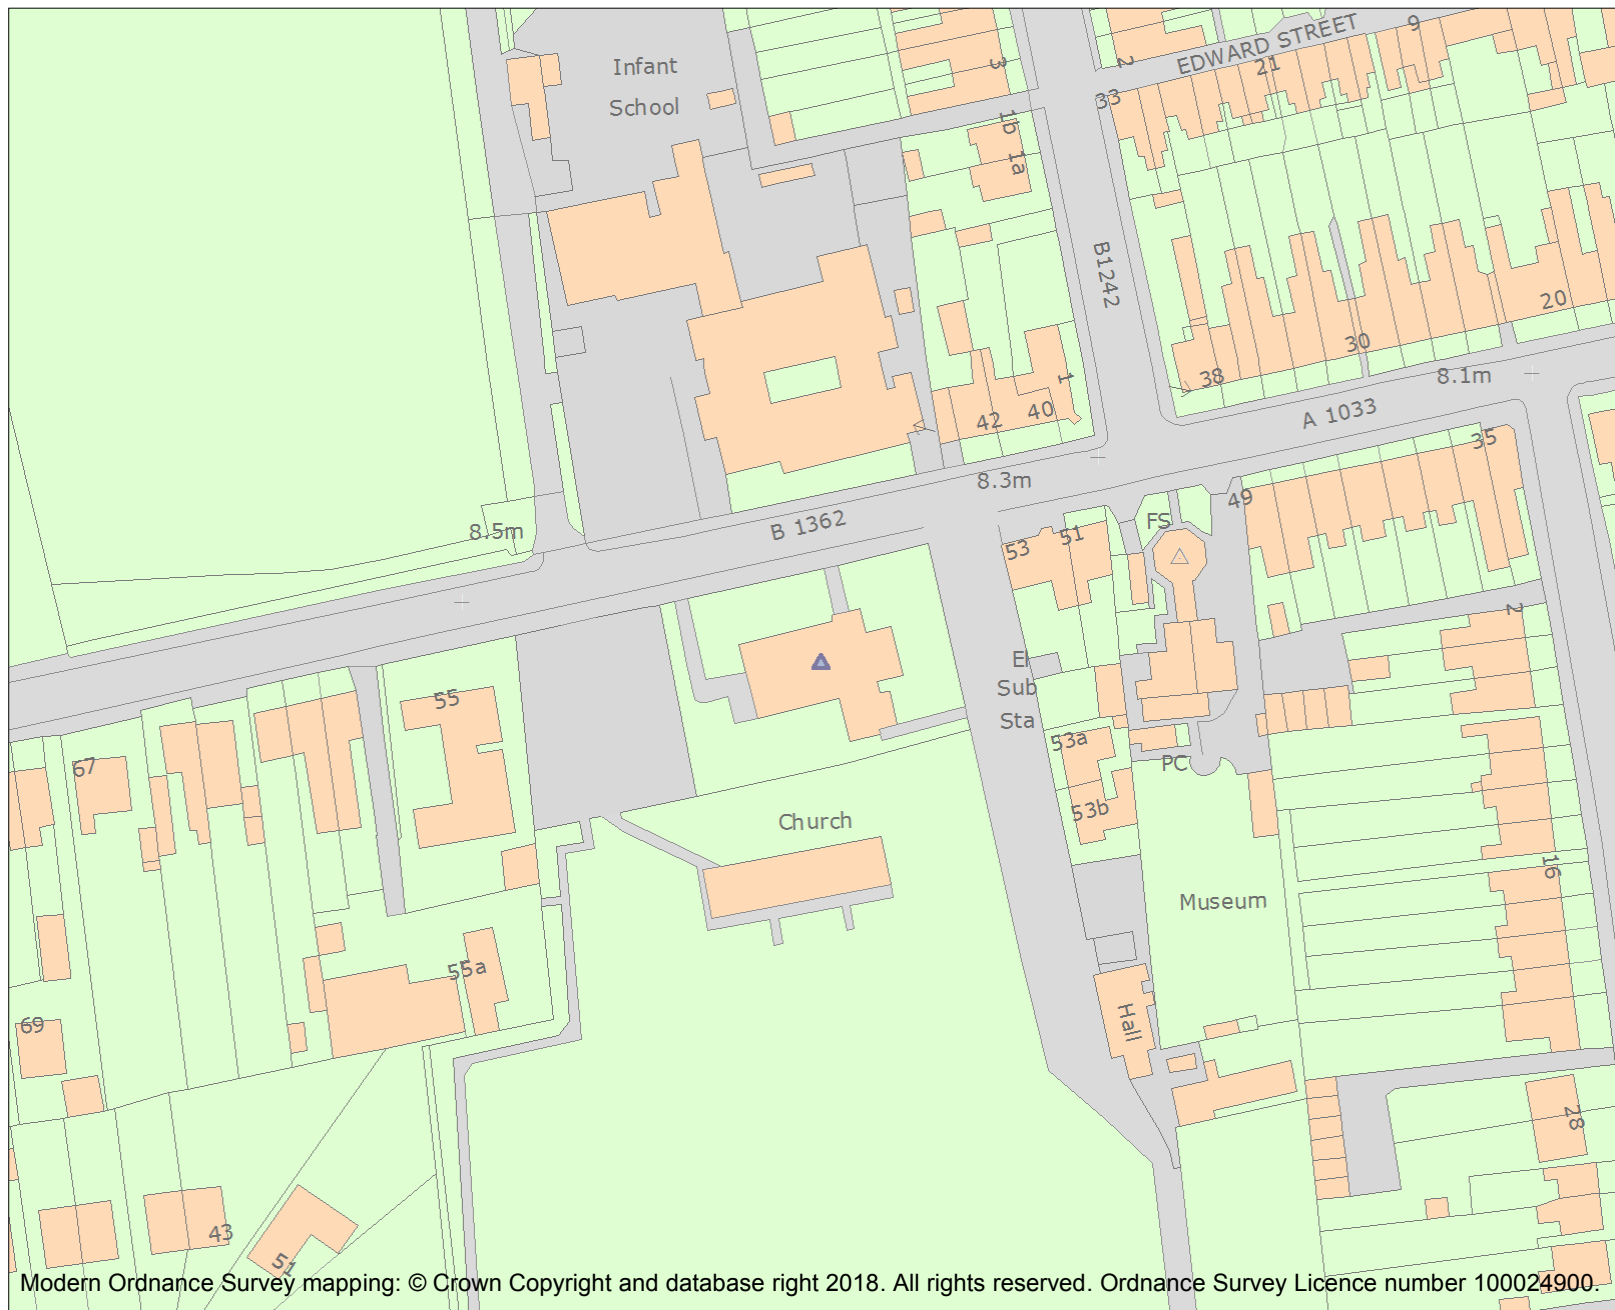 EDWARD STREET
9
21
2
33
3
Infant
School
1b
1a
B1242
20
30
38
8.1m
A 1033
1
40
42
35
8.3m
49
B 1362
8.5m
FS
51
53
2
El
Sub
Sta
55
53a
67
PC
53b
Church
16
Museum
55a
69
Hall
28
43
51
Modern Ordnance Survey mapping: © Crown Copyright and database right 2018. All rights reserved. Ordnance Survey Licence number 100024900.